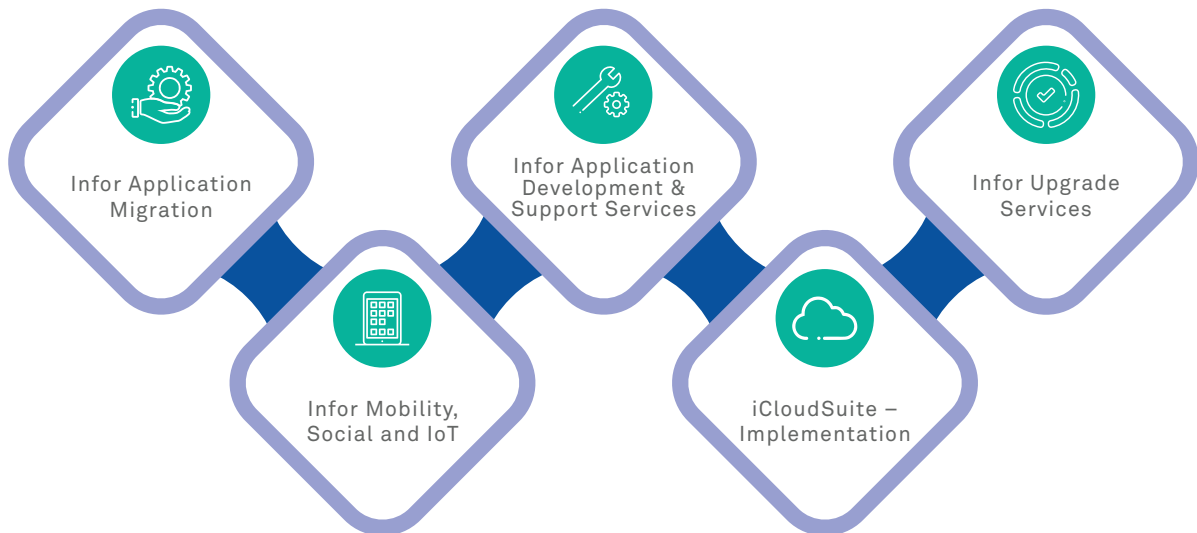 Infor Application
Migration
Infor Mobility,
Social and IoT
Infor Application
Development &
Support Services
iCloudSuite –
Implementation
Infor Upgrade
Services